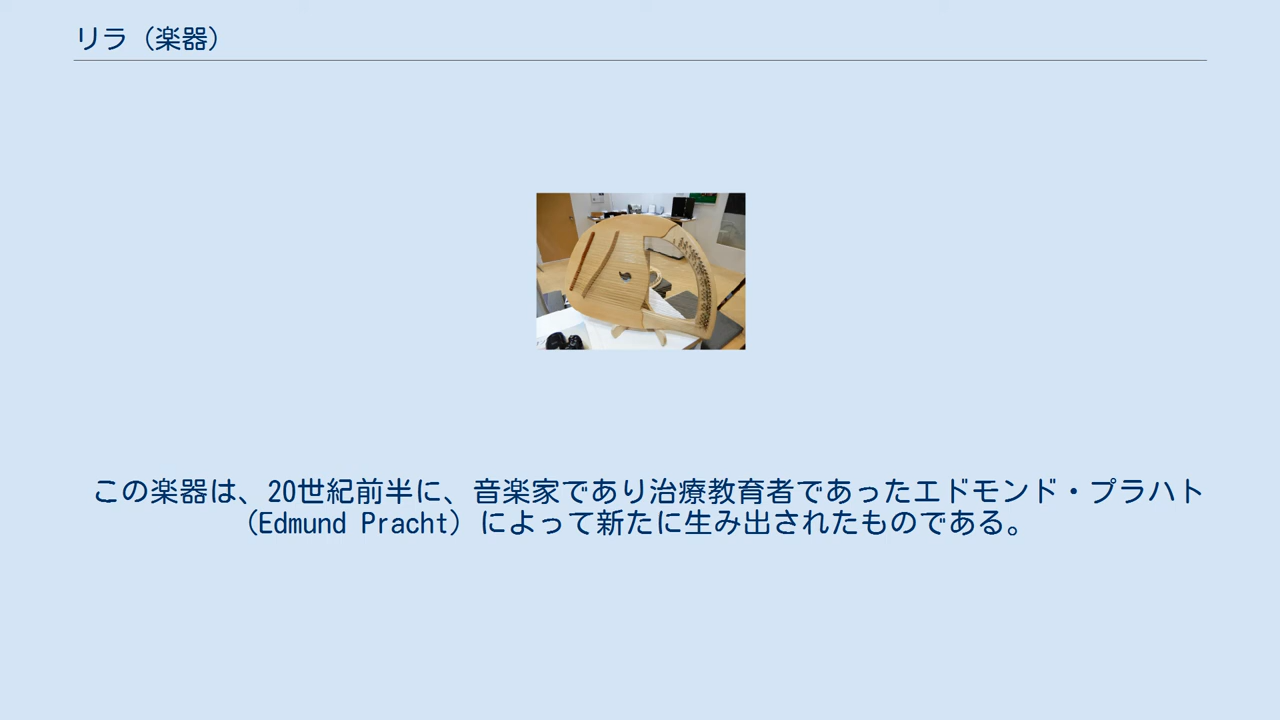 リラ（楽器）
この楽器は、20世紀前半に、音楽家であり治療教育者であったエドモンド・プラハト
（Edmund Pracht）によって新たに生み出されたものである。